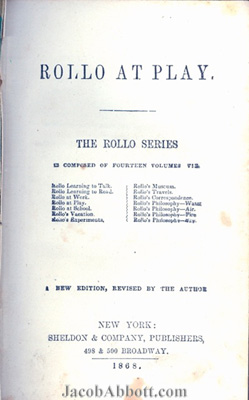 ROLLO AT PLAY.
THE ROLLO SERIES
IS COMPOSED OF FOURTEEN VOLUMES VIZ.
Rollo Learning to Talk.
Rollo Learning to Read.
Rollo at Work.
Rollo at Play.
Rollo at School.
Rollo's Vacation.
Rollo's Experiments.
Rollo's Museum.
Rollo's Travels.
Rollo's Correspondence.
Rollo's Philosophy—Water
Rollo's Philosophy—Air.
Rollo's Philosophy—Fire
Rollo's Philosophy—Sky.
A NEW EDITION, REVISED BY THE AUTHOR
NEW YORK:
SHELDON & COMPANY, PUBLISHERS,
498 & 500 BROADWAY.
1868.
JacobAbbott.com